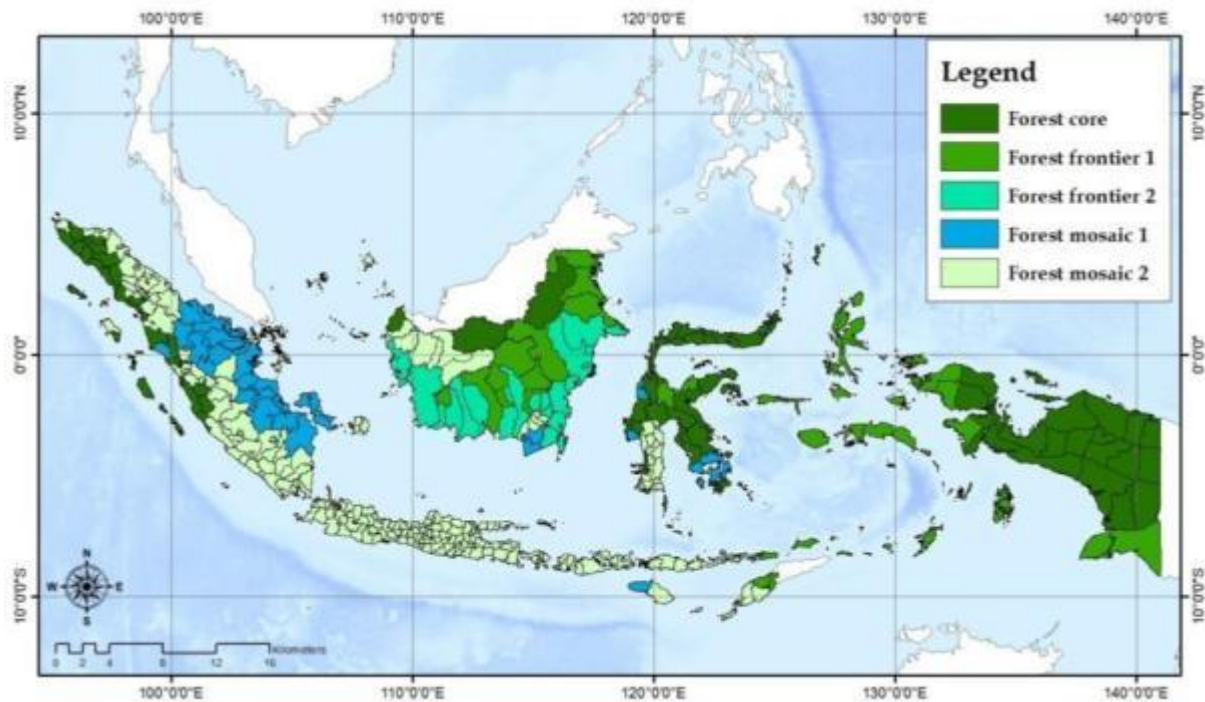 100°0'0"E 110°0'0"E 120°0'0"E 130°0'0"E 140°0'0"E
Legend
Forest core
Forest frontier 1
Forest frontier 2
Forest mosaic 1
Forest mosaic 2
10°0'0"N 10°0'0"N
0°0'0" 0°0'0"
10°0'0"S 10°0'0"S
N
W E
S
Kilometers
0 2 4 8 12 16
100°0'0"E 110°0'0"E 120°0'0"E 130°0'0"E 140°0'0"E